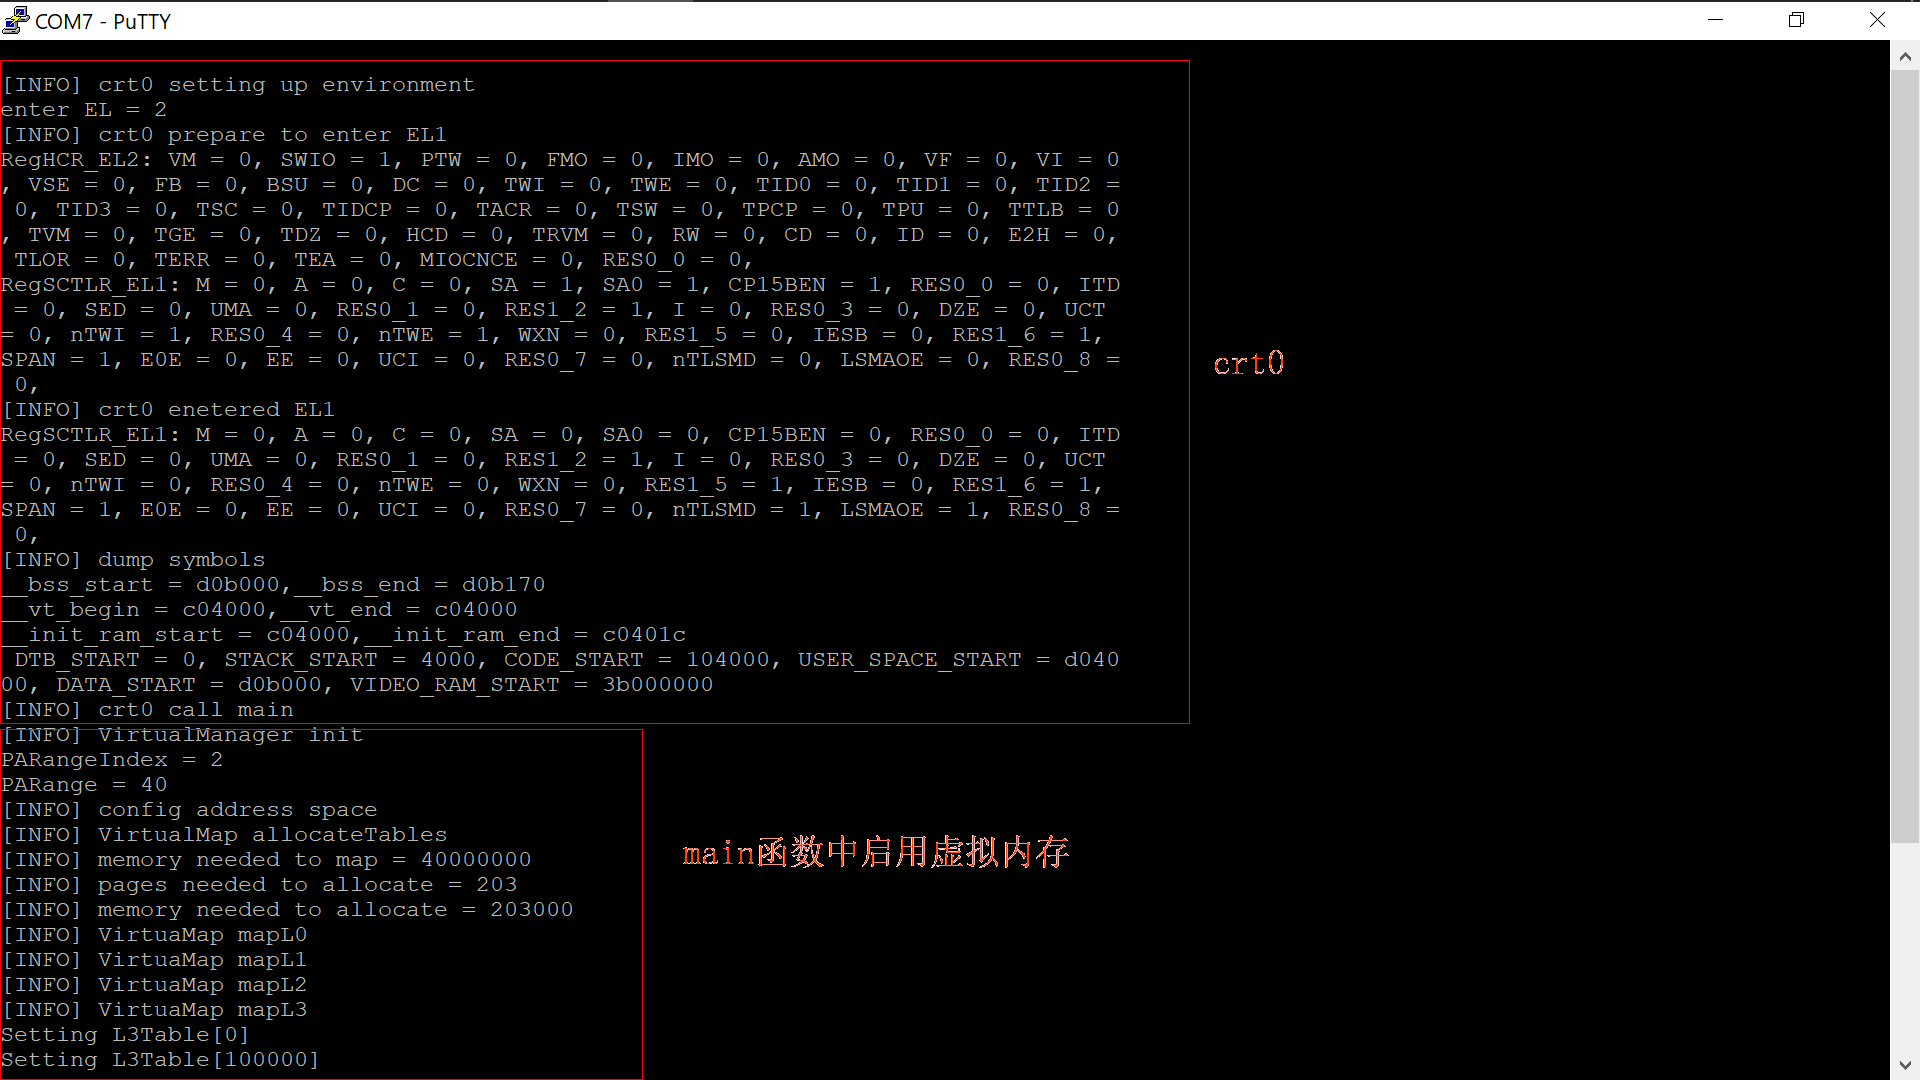 COM7 - PuTTY
[INFO] crt0 setting up environment
enter EL = 2
[INFO] crt0 prepare to enter EL1
RegHCR_EL2: VM = 0, SWIO = 1, PTW = 0, FMO = 0, IMO = 0, AMO = 0, VF = 0, VI = 0
, VSE = 0, FB = 0, BSU = 0, DC = 0, TWI = 0, TWE = 0, TID0 = 0, TID1 = 0, TID2 =
 0, TID3 = 0, TSC = 0, TIDCP = 0, TACR = 0, TSW = 0, TPCP = 0, TPU = 0, TTLB = 0
, TVM = 0, TGE = 0, TDZ = 0, HCD = 0, TRVM = 0, RW = 0, CD = 0, ID = 0, E2H = 0,
 TLOR = 0, TERR = 0, TEA = 0, MIOCNCE = 0, RES0_0 = 0,
RegSCTLR_EL1: M = 0, A = 0, C = 0, SA = 1, SA0 = 1, CP15BEN = 1, RES0_0 = 0, ITD
 = 0, SED = 0, UMA = 0, RES0_1 = 0, RES1_2 = 1, I = 0, RES0_3 = 0, DZE = 0, UCT
= 0, nTWI = 1, RES0_4 = 0, nTWE = 1, WXN = 0, RES1_5 = 0, IESB = 0, RES1_6 = 1,
SPAN = 1, E0E = 0, EE = 0, UCI = 0, RES0_7 = 0, nTLSMD = 0, LSMAOE = 0, RES0_8 =
 0,
crt0
[INFO] crt0 enetered EL1
RegSCTLR_EL1: M = 0, A = 0, C = 0, SA = 0, SA0 = 0, CP15BEN = 0, RES0_0 = 0, ITD
 = 0, SED = 0, UMA = 0, RES0_1 = 0, RES1_2 = 1, I = 0, RES0_3 = 0, DZE = 0, UCT
= 0, nTWI = 0, RES0_4 = 0, nTWE = 0, WXN = 0, RES1_5 = 1, IESB = 0, RES1_6 = 1,
SPAN = 1, E0E = 0, EE = 0, UCI = 0, RES0_7 = 0, nTLSMD = 1, LSMAOE = 1, RES0_8 =
 0,
[INFO] dump symbols
__bss_start = d0b000,__bss_end = d0b170
__vt_begin = c04000,__vt_end = c04000
__init_ram_start = c04000,__init_ram_end = c0401c
 DTB_START = 0, STACK_START = 4000, CODE_START = 104000, USER_SPACE_START = d040
00, DATA_START = d0b000, VIDEO_RAM_START = 3b000000
[INFO] crt0 call main
[INFO] VirtualManager init
PARangeIndex = 2
PARange = 40
[INFO] config address space
[INFO] VirtualMap allocateTables
[INFO] memory needed to map = 40000000
main函数中启用虚拟内存
[INFO] pages needed to allocate = 203
[INFO] memory needed to allocate = 203000
[INFO] VirtuaMap mapL0
[INFO] VirtuaMap mapL1
[INFO] VirtuaMap mapL2
[INFO] VirtuaMap mapL3
Setting L3Table[0]
Setting L3Table[100000]